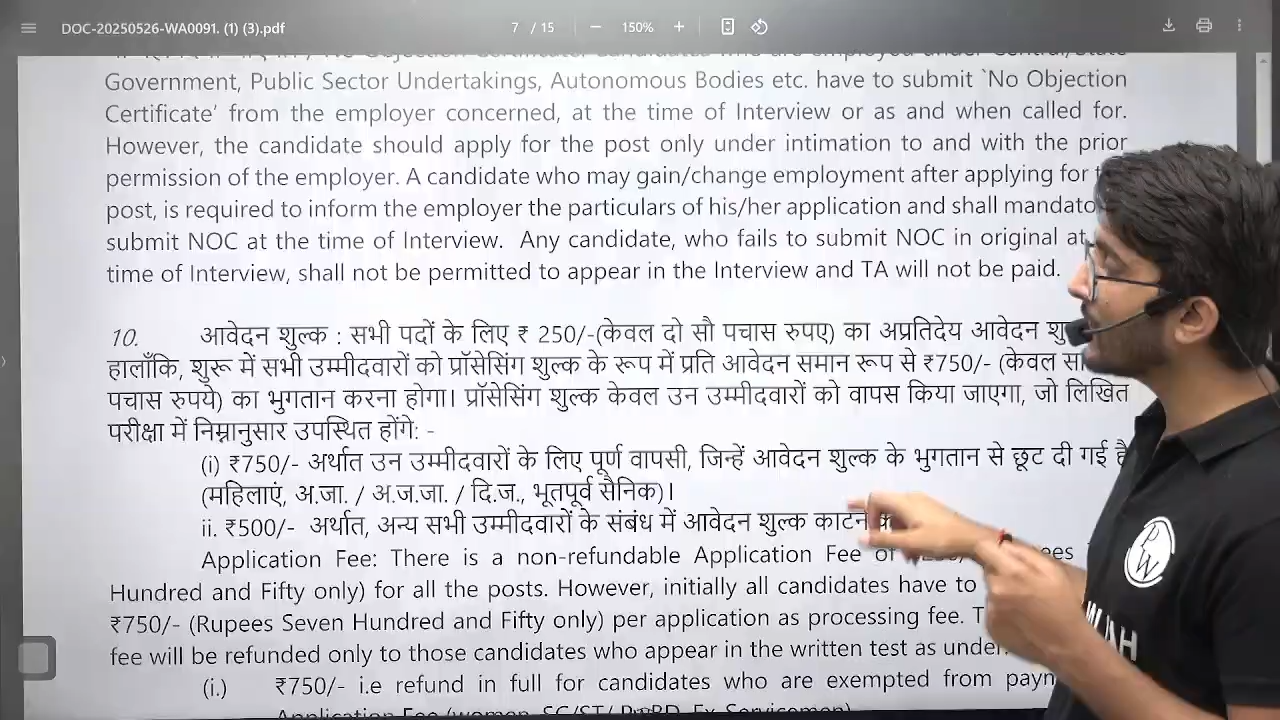 DOC-20250526-WA0091. (1) (3).pdf
7 / 15
150%
Government, Public Sector Undertakings, Autonomous Bodies etc. have to submit `No Objection
Certificate’ from the employer concerned, at the time of Interview or as and when called for.
However, the candidate should apply for the post only under intimation to and with the prior
permission of the employer. A candidate who may gain/change employment after applying for
post, is required to inform the employer the particulars of his/her application and shall
submit NOC at the time of Interview. Any candidate, who fails to submit NOC in original at
time of Interview, shall not be permitted to appear in the Interview and TA will not be paid.
10. आवेदन शुल्क : सभी पदों के लिए ₹ 250/-(केवल दो सौ पचास रुपए) का अप्रतिदेय आवेदन
हालाँकि, शुरू में सभी उम्मीदवारों को प्रॉसेसिंग शुल्क के रूप में प्रति आवेदन समान रूप से ₹750/- (केवल
पचास रुपये) का भुगतान करना होगा। प्रॉसेसिंग शुल्क केवल उन उम्मीदवारों को वापस किया जाएगा, जो लिखित
परीक्षा में निम्नानुसार उपस्थित होंगे: -
(i) ₹750/- अर्थात उन उम्मीदवारों के लिए पूर्ण वापसी, जिन्हें आवेदन शुल्क के भुगतान से छूट दी गई है
(महिलाएं, अ.जा. / अ.ज.जा. / दि.ज., भूतपूर्व सैनिक)।
ii. ₹500/- अर्थात, अन्य सभी उम्मीदवारों के संबंध में आवेदन शुल्क काटने
Application Fee: There is a non-refundable Application Fee of
Hundred and Fifty only) for all the posts. However, initially all candidates have to
₹750/- (Rupees Seven Hundred and Fifty only) per application as processing fee.
fee will be refunded only to those candidates who appear in the written test as under.
(i.) ₹750/- i.e refund in full for candidates who are exempted from
Application Fee (women, SC/ST/ PwBD, Ex-Servicemen)